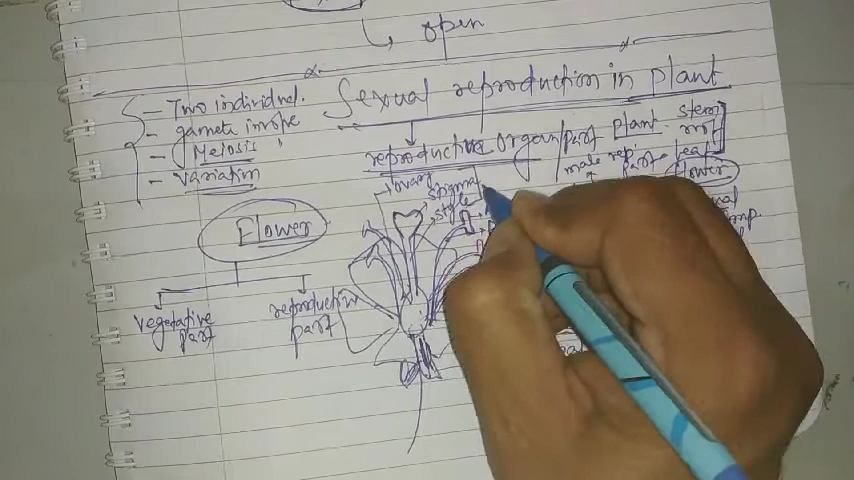 open
Sexual reproduction in plant
- Two individual.
- gamete involve
- Meiosis
- variation
reproductive organ/part plant stem
root
leaf
male rep.
part
flower
ovary
stigma
style
Flower
vegetative
part
reproductive
part